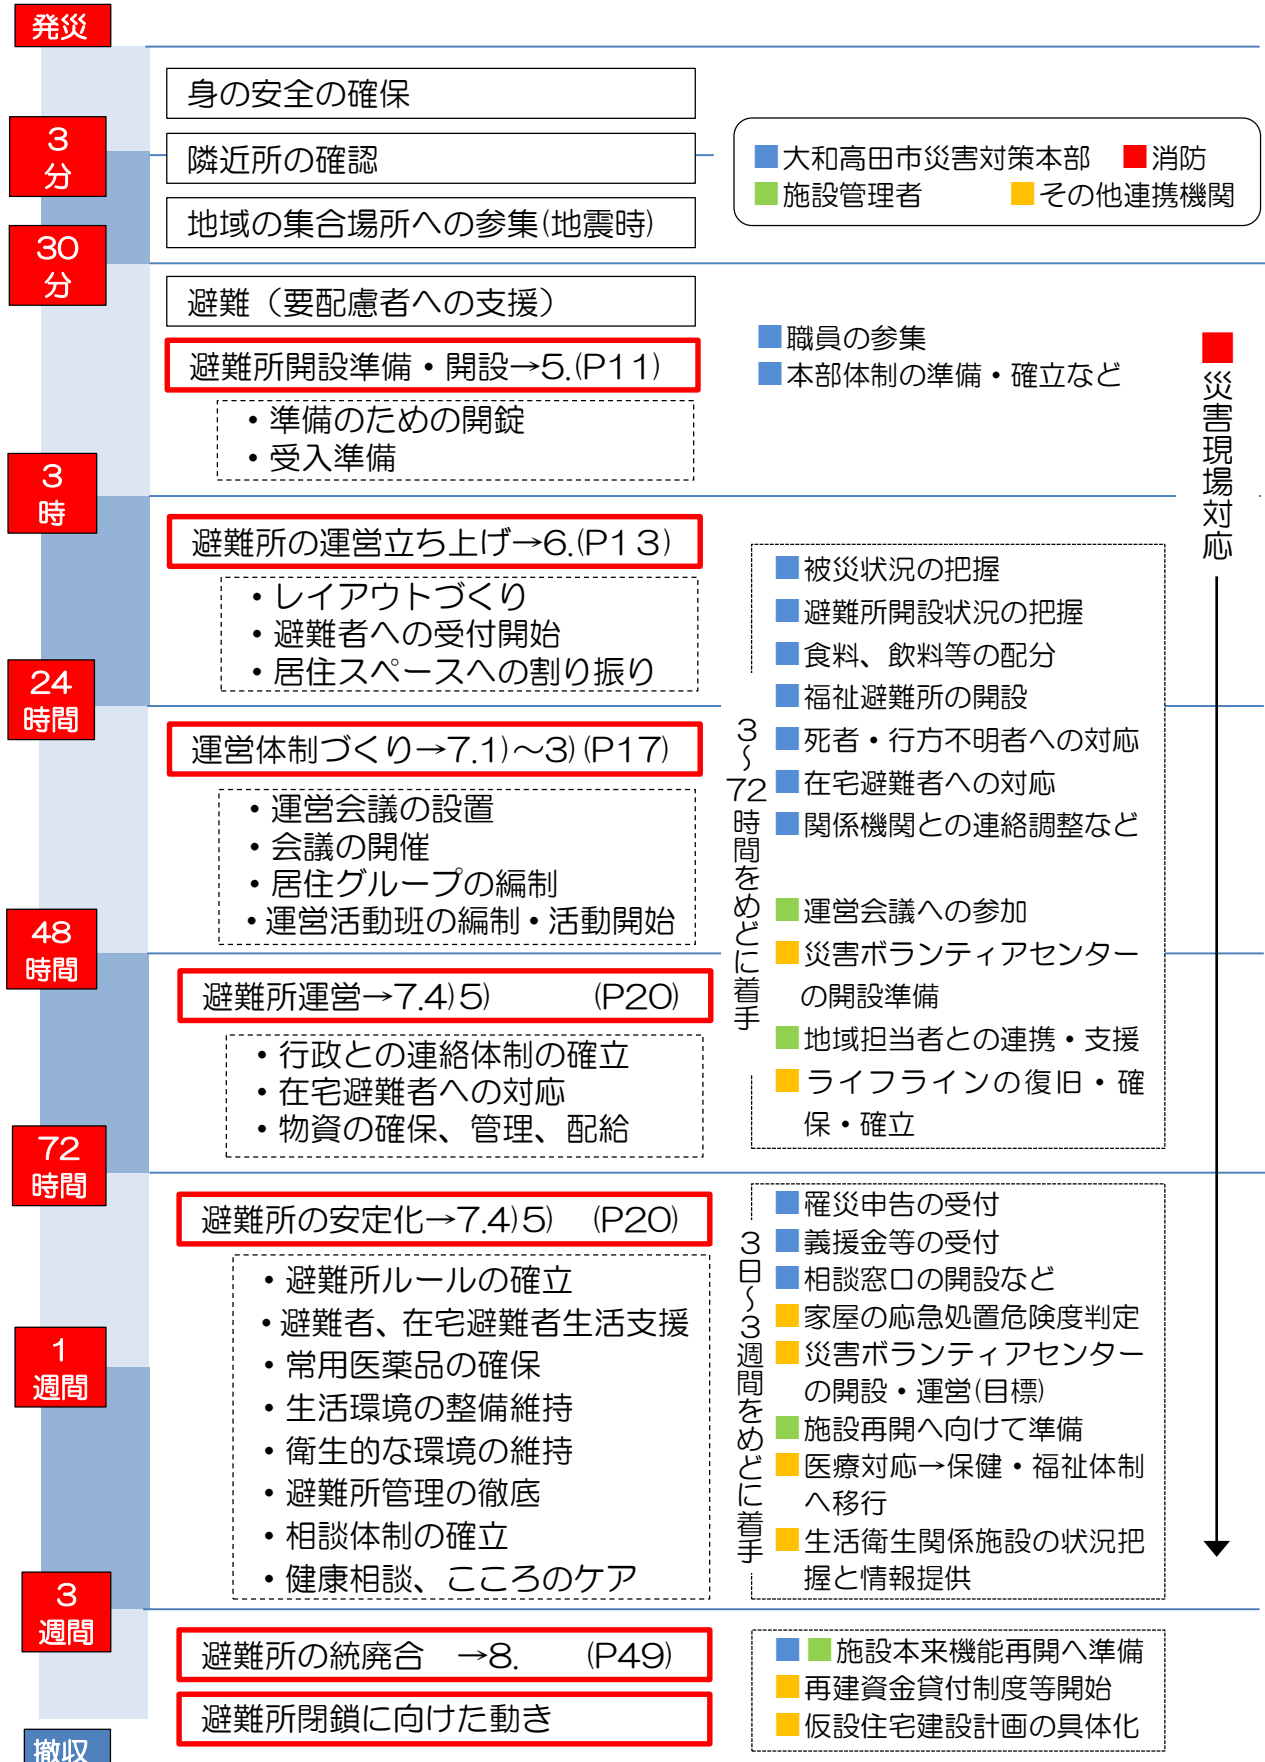 発災
身の安全の確保
3
分
隣近所の確認
地域の集合場所への参集(地震時)
■大和高田市災害対策本部 ■消防
■施設管理者 ■その他連携機関
30
分
避難(要配慮者への支援)
避難所開設準備・開設→5.(P11)
・準備のための開錠
・受入準備
■職員の参集
■本部体制の準備・確立など
■災害現場対応
3
時
避難所の運営立ち上げ→6.(P13)
・レイアウトづくり
・避難者への受付開始
・居住スペースへの割り振り
24
時間
運営体制づくり→7.1)～3)(P17)
・運営会議の設置
・会議の開催
・居住グループの編制
・運営活動班の編制・活動開始
48
時間
避難所運営→7.4)5) (P20)
・行政との連絡体制の確立
・在宅避難者への対応
・物資の確保、管理、配給
3～72時間をめどに着手
■被災状況の把握
■避難所開設状況の把握
■食料、飲料等の配分
■福祉避難所の開設
■死者・行方不明者への対応
■在宅避難者への対応
■関係機関との連絡調整など
■運営会議への参加
■災害ボランティアセンター
の開設準備
■地域担当者との連携・支援
■ライフラインの復旧・確
保・確立
72
時間
避難所の安定化→7.4)5) (P20)
・避難所ルールの確立
・避難者、在宅避難者生活支援
・常用医薬品の確保
・生活環境の整備維持
・衛生的な環境の維持
・避難所管理の徹底
・相談体制の確立
・健康相談、こころのケア
1
週間
3日～3週間をめどに着手
■罹災申告の受付
■義援金等の受付
■相談窓口の開設など
■家屋の応急処置危険度判定
■災害ボランティアセンター
の開設・運営(目標)
■施設再開へ向けて準備
■医療対応→保健・福祉体制
へ移行
■生活衛生関係施設の状況把
握と情報提供
3
週間
避難所の統廃合 →8. (P49)
避難所閉鎖に向けた動き
■■施設本来機能再開へ準備
■再建資金貸付制度等開始
■仮設住宅建設計画の具体化
撤収